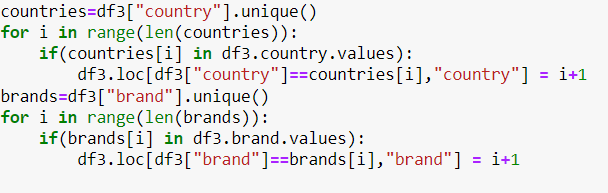 countries=df3["country"].unique()
for i in range(len(countries)):
    if(countries[i] in df3.country.values):
        df3.loc[df3["country"]==countries[i],"country"] = i+1
brands=df3["brand"].unique()
for i in range(len(brands)):
    if(brands[i] in df3.brand.values):
        df3.loc[df3["brand"]==brands[i],"brand"] = i+1